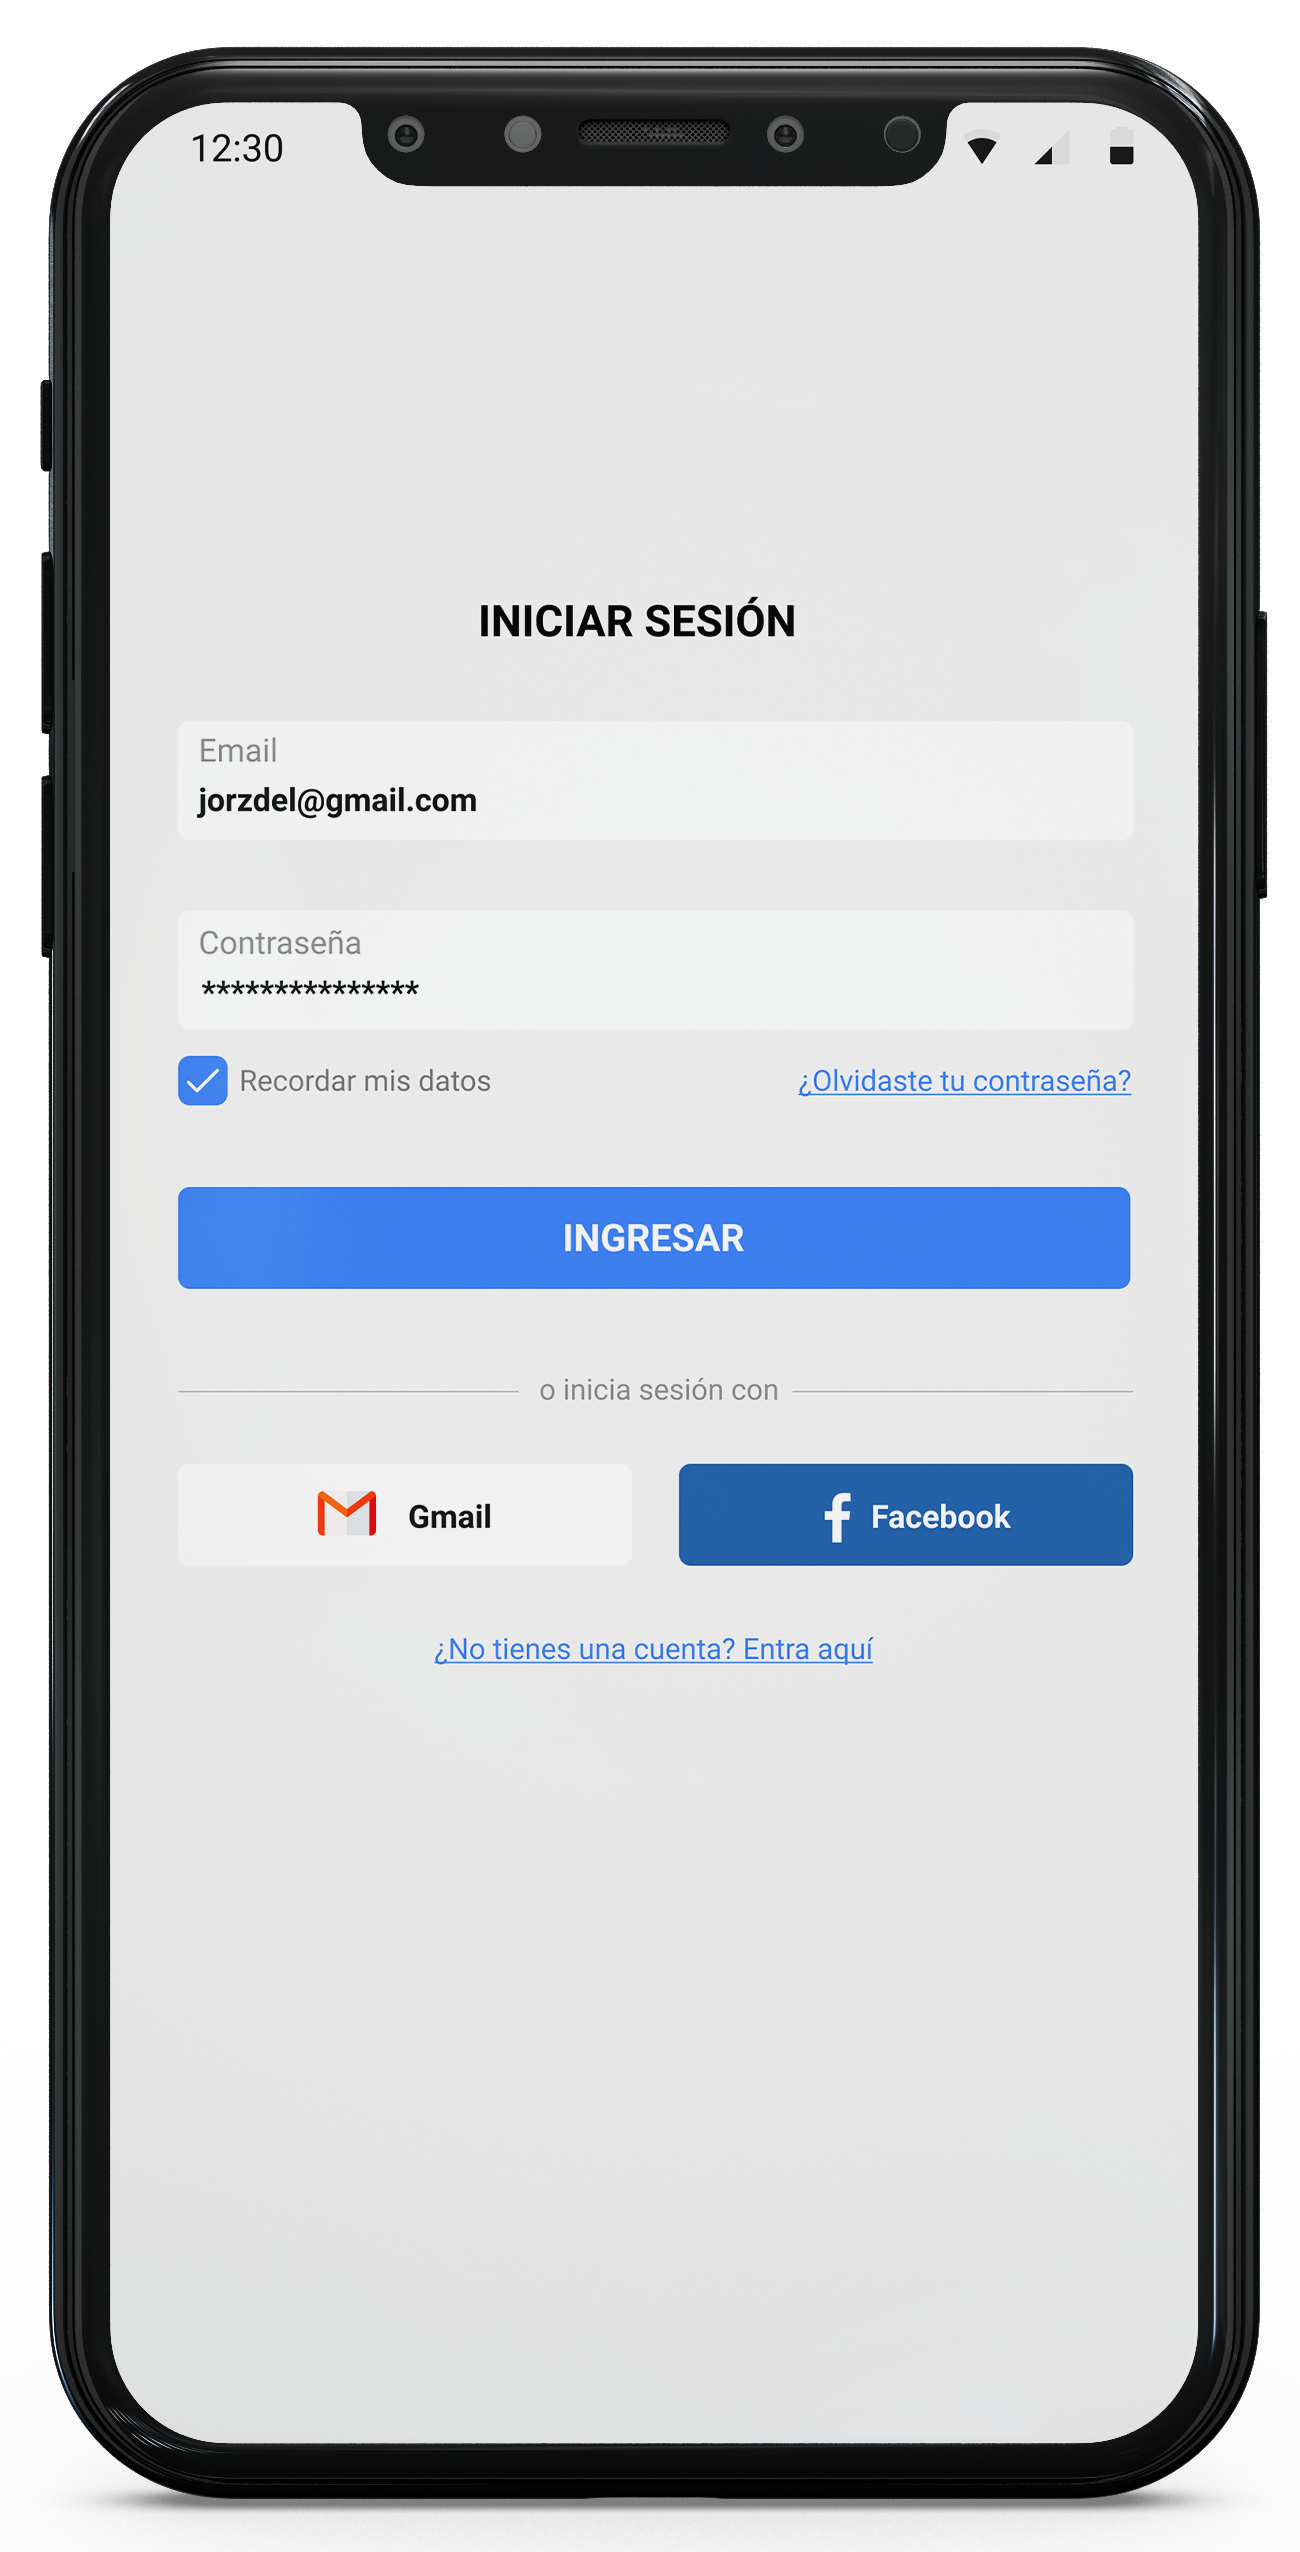 12:30
INICIAR SESIÓN
Email
jorzdel@gmail.com
Contraseña
***************
Recordar mis datos
¿Olvidaste tu contraseña?
INGRESAR
o inicia sesión con
Gmail
Facebook
¿No tienes una cuenta? Entra aquí